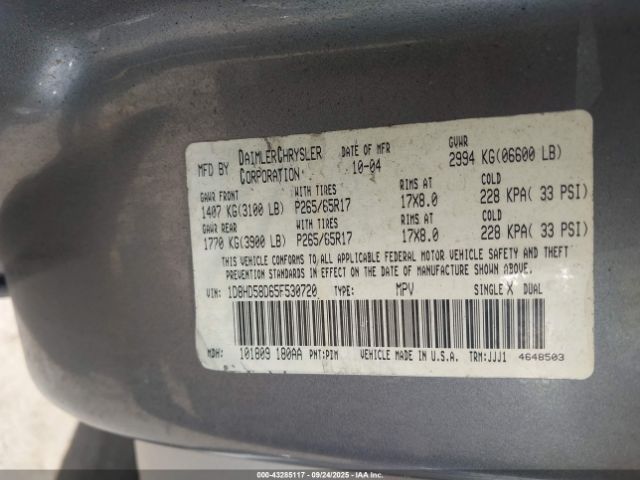 MFD BY DAIMLERCHRYSLER CORPORATION DATE OF MFR 10-04 GVWR 2994 KG(06600 LB)
GAWR FRONT WITH TIRES RIMS AT COLD
1407 KG(3100 LB) P265/65R17 17X8.0 228 KPA( 33 PSI)
GAWR REAR WITH TIRES RIMS AT COLD
1770 KG(3900 LB) P265/65R17 17X8.0 228 KPA( 33 PSI)
THIS VEHICLE CONFORMS TO ALL APPLICABLE FEDERAL MOTOR VEHICLE SAFETY AND THEFT
PREVENTION STANDARDS IN EFFECT ON THE DATE OF MANUFACTURE SHOWN ABOVE.
VIN: 1D8HD58D65F530720 TYPE: MPV SINGLE X DUAL
MDH: 101809 180AA PNT:PIM VEHICLE MADE IN U.S.A. TRM:JJJ1 4648503
000-43285117 - 09/24/2025 - IAAI.COM